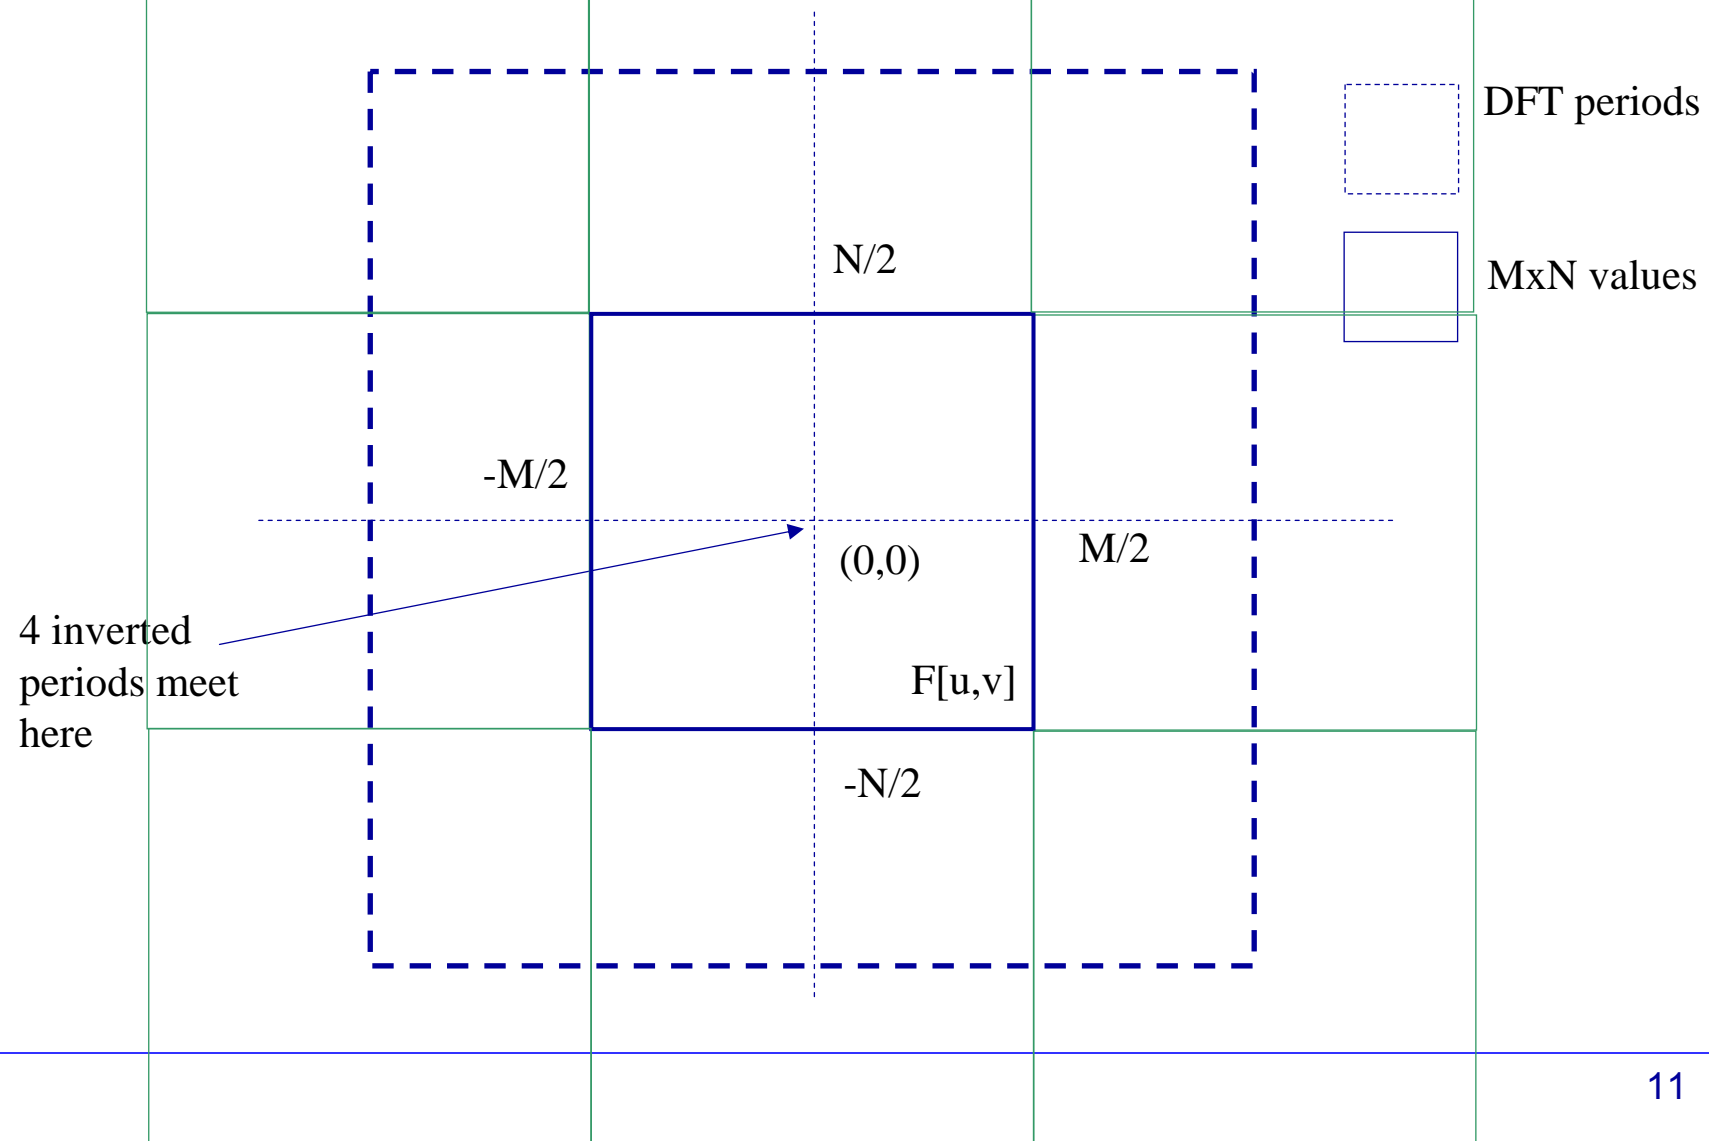 DFT periods
N/2
MxN values
-M/2
(0,0)
M/2
4 inverted
periods meet
here
F[u,v]
-N/2
11